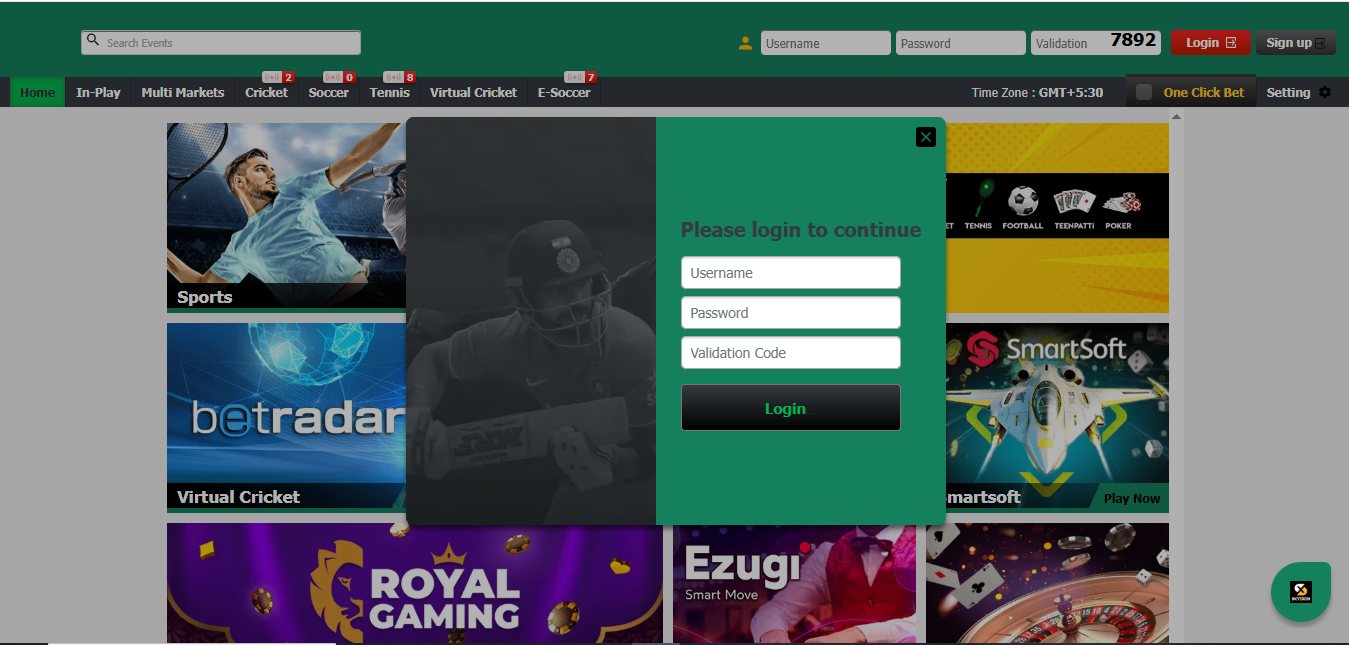 Search Events
Username
Password
Validation 7892
Login
Sign up
Home
In-Play
Multi Markets
Cricket 2
Soccer 0
Tennis 8
Virtual Cricket
E-Soccer 7
Time Zone : GMT+5:30
One Click Bet
Setting
Please login to continue
Username
Password
Validation Code
Login
Sports
TENNIS
FOOTBALL
TEENPATTI
POKER
betradar
Virtual Cricket
SmartSoft
martsoft
Play Now
ROYAL
GAMING
Ezugi
Smart Move